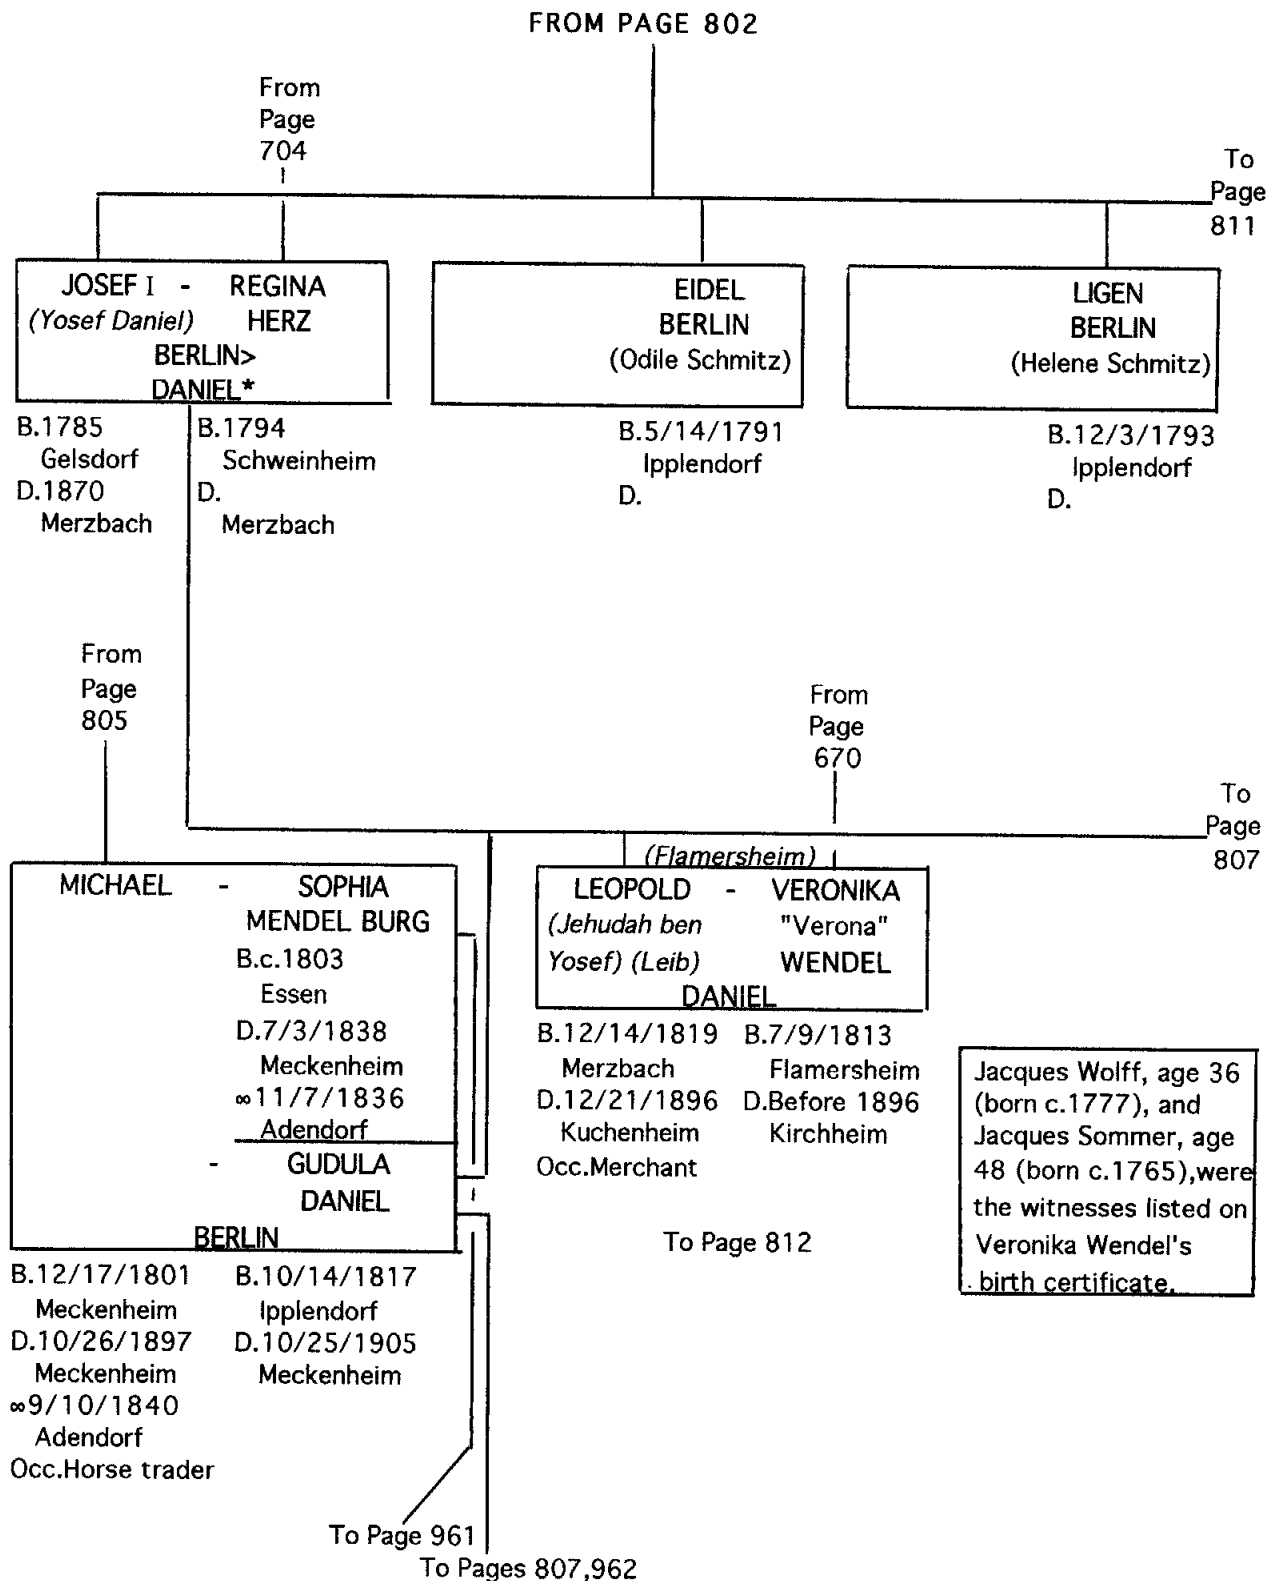 FROM PAGE 802
From
Page
704
To
Page
811
JOSEF I - REGINA
(Yosef Daniel) HERZ
BERLIN>
DANIEL*
B.1785
Gelsdorf
D.1870
Merzbach
B.1794
Schweinheim
D.
Merzbach
EIDEL
BERLIN
(Odile Schmitz)
B.5/14/1791
Ipplendorf
D.
LIGEN
BERLIN
(Helene Schmitz)
B.12/3/1793
Ipplendorf
D.
From
Page
805
From
Page
670
To
Page
807
MICHAEL - SOPHIA
MENDEL BURG
B.c.1803
Essen
D.7/3/1838
Meckenheim
∞11/7/1836
Adendorf
- GUDULA
DANIEL
BERLIN
B.12/17/1801
Meckenheim
D.10/26/1897
Meckenheim
∞9/10/1840
Adendorf
Occ.Horse trader
B.10/14/1817
Ipplendorf
D.10/25/1905
Meckenheim
(Flamersheim)
LEOPOLD - VERONIKA
(Jehudah ben "Verona"
Yosef) (Leib) WENDEL
DANIEL
B.12/14/1819
Merzbach
D.12/21/1896
Kuchenheim
Occ.Merchant
B.7/9/1813
Flamersheim
D.Before 1896
Kirchheim
To Page 812
Jacques Wolff, age 36
(born c.1777), and
Jacques Sommer, age
48 (born c.1765),were
the witnesses listed on
Veronika Wendel's
birth certificate.
To Page 961
To Pages 807,962